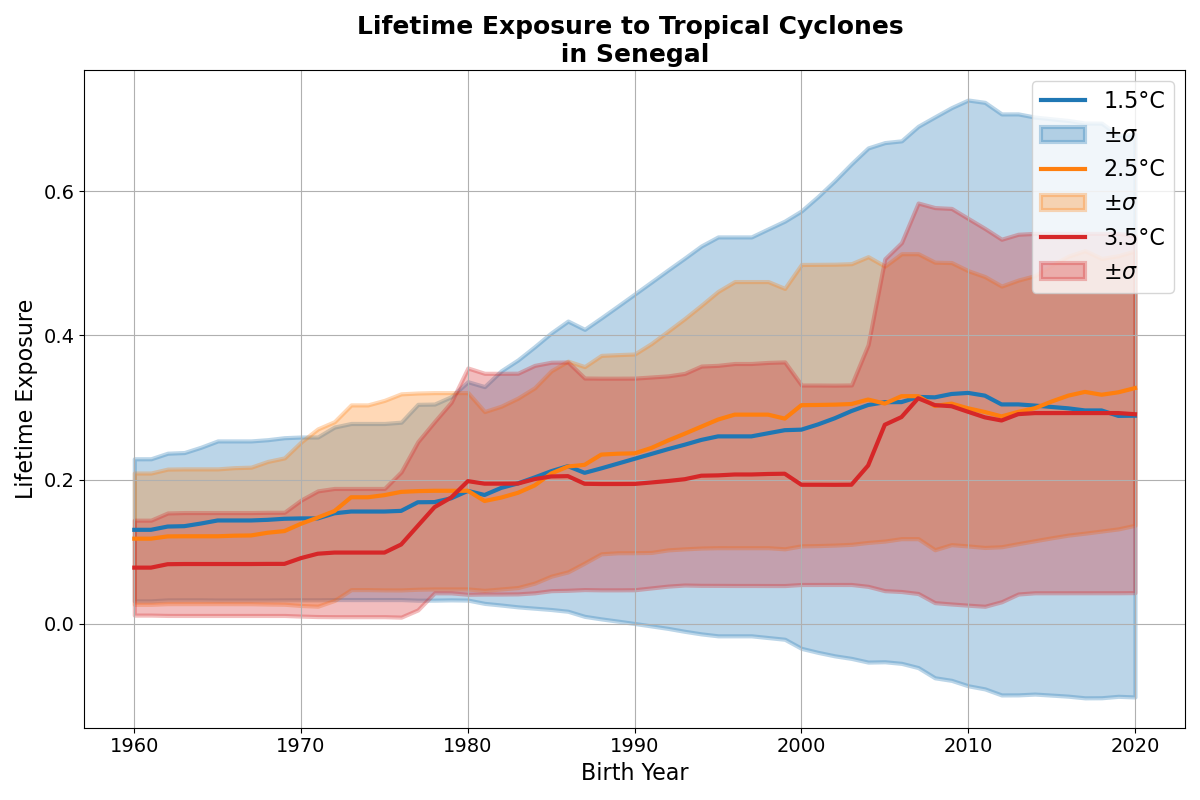 Lifetime Exposure to Tropical Cyclones
in Senegal
Lifetime Exposure
0.6
0.4
0.2
0.0
1.5°C
±σ
2.5°C
±σ
3.5°C
±σ
1960 1970 1980 1990 2000 2010 2020
Birth Year